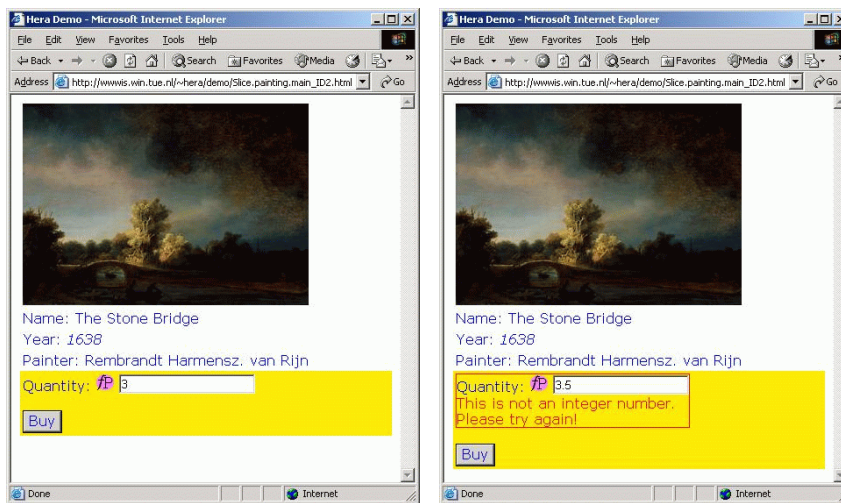 Hera Demo - Microsoft Internet Explorer
File Edit View Favorites Tools Help
Back Search Favorites Media »
Address http://wwwis.win.tue.nl/~hera/demo/Slice.painting.main_ID2.html Go
Name: The Stone Bridge
Year: 1638
Painter: Rembrandt Harmensz. van Rijn
Quantity: fP 3
Buy
Done Internet
Hera Demo - Microsoft Internet Explorer
File Edit View Favorites Tools Help
Back Search Favorites Media »
Address http://wwwis.win.tue.nl/~hera/demo/Slice.painting.main_ID2.html Go
Name: The Stone Bridge
Year: 1638
Painter: Rembrandt Harmensz. van Rijn
Quantity: fP 3.5
This is not an integer number.
Please try again!
Buy
Done Internet